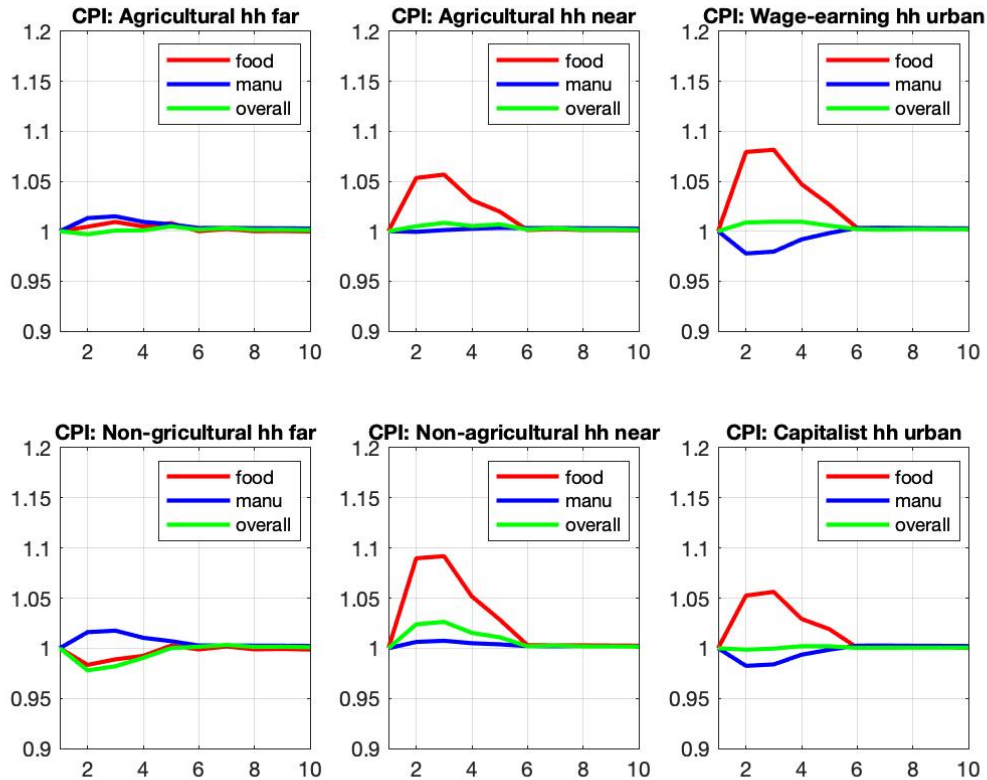 CPI: Agricultural hh far
1.2
1.15
1.1
1.05
1
0.95
0.9
2 4 6 8 10
food
manu
overall
CPI: Agricultural hh near
1.2
1.15
1.1
1.05
1
0.95
0.9
2 4 6 8 10
food
manu
overall
CPI: Wage-earning hh urban
1.2
1.15
1.1
1.05
1
0.95
0.9
2 4 6 8 10
food
manu
overall
CPI: Non-gricultural hh far
1.2
1.15
1.1
1.05
1
0.95
0.9
2 4 6 8 10
food
manu
overall
CPI: Non-agricultural hh near
1.2
1.15
1.1
1.05
1
0.95
0.9
2 4 6 8 10
food
manu
overall
CPI: Capitalist hh urban
1.2
1.15
1.1
1.05
1
0.95
0.9
2 4 6 8 10
food
manu
overall